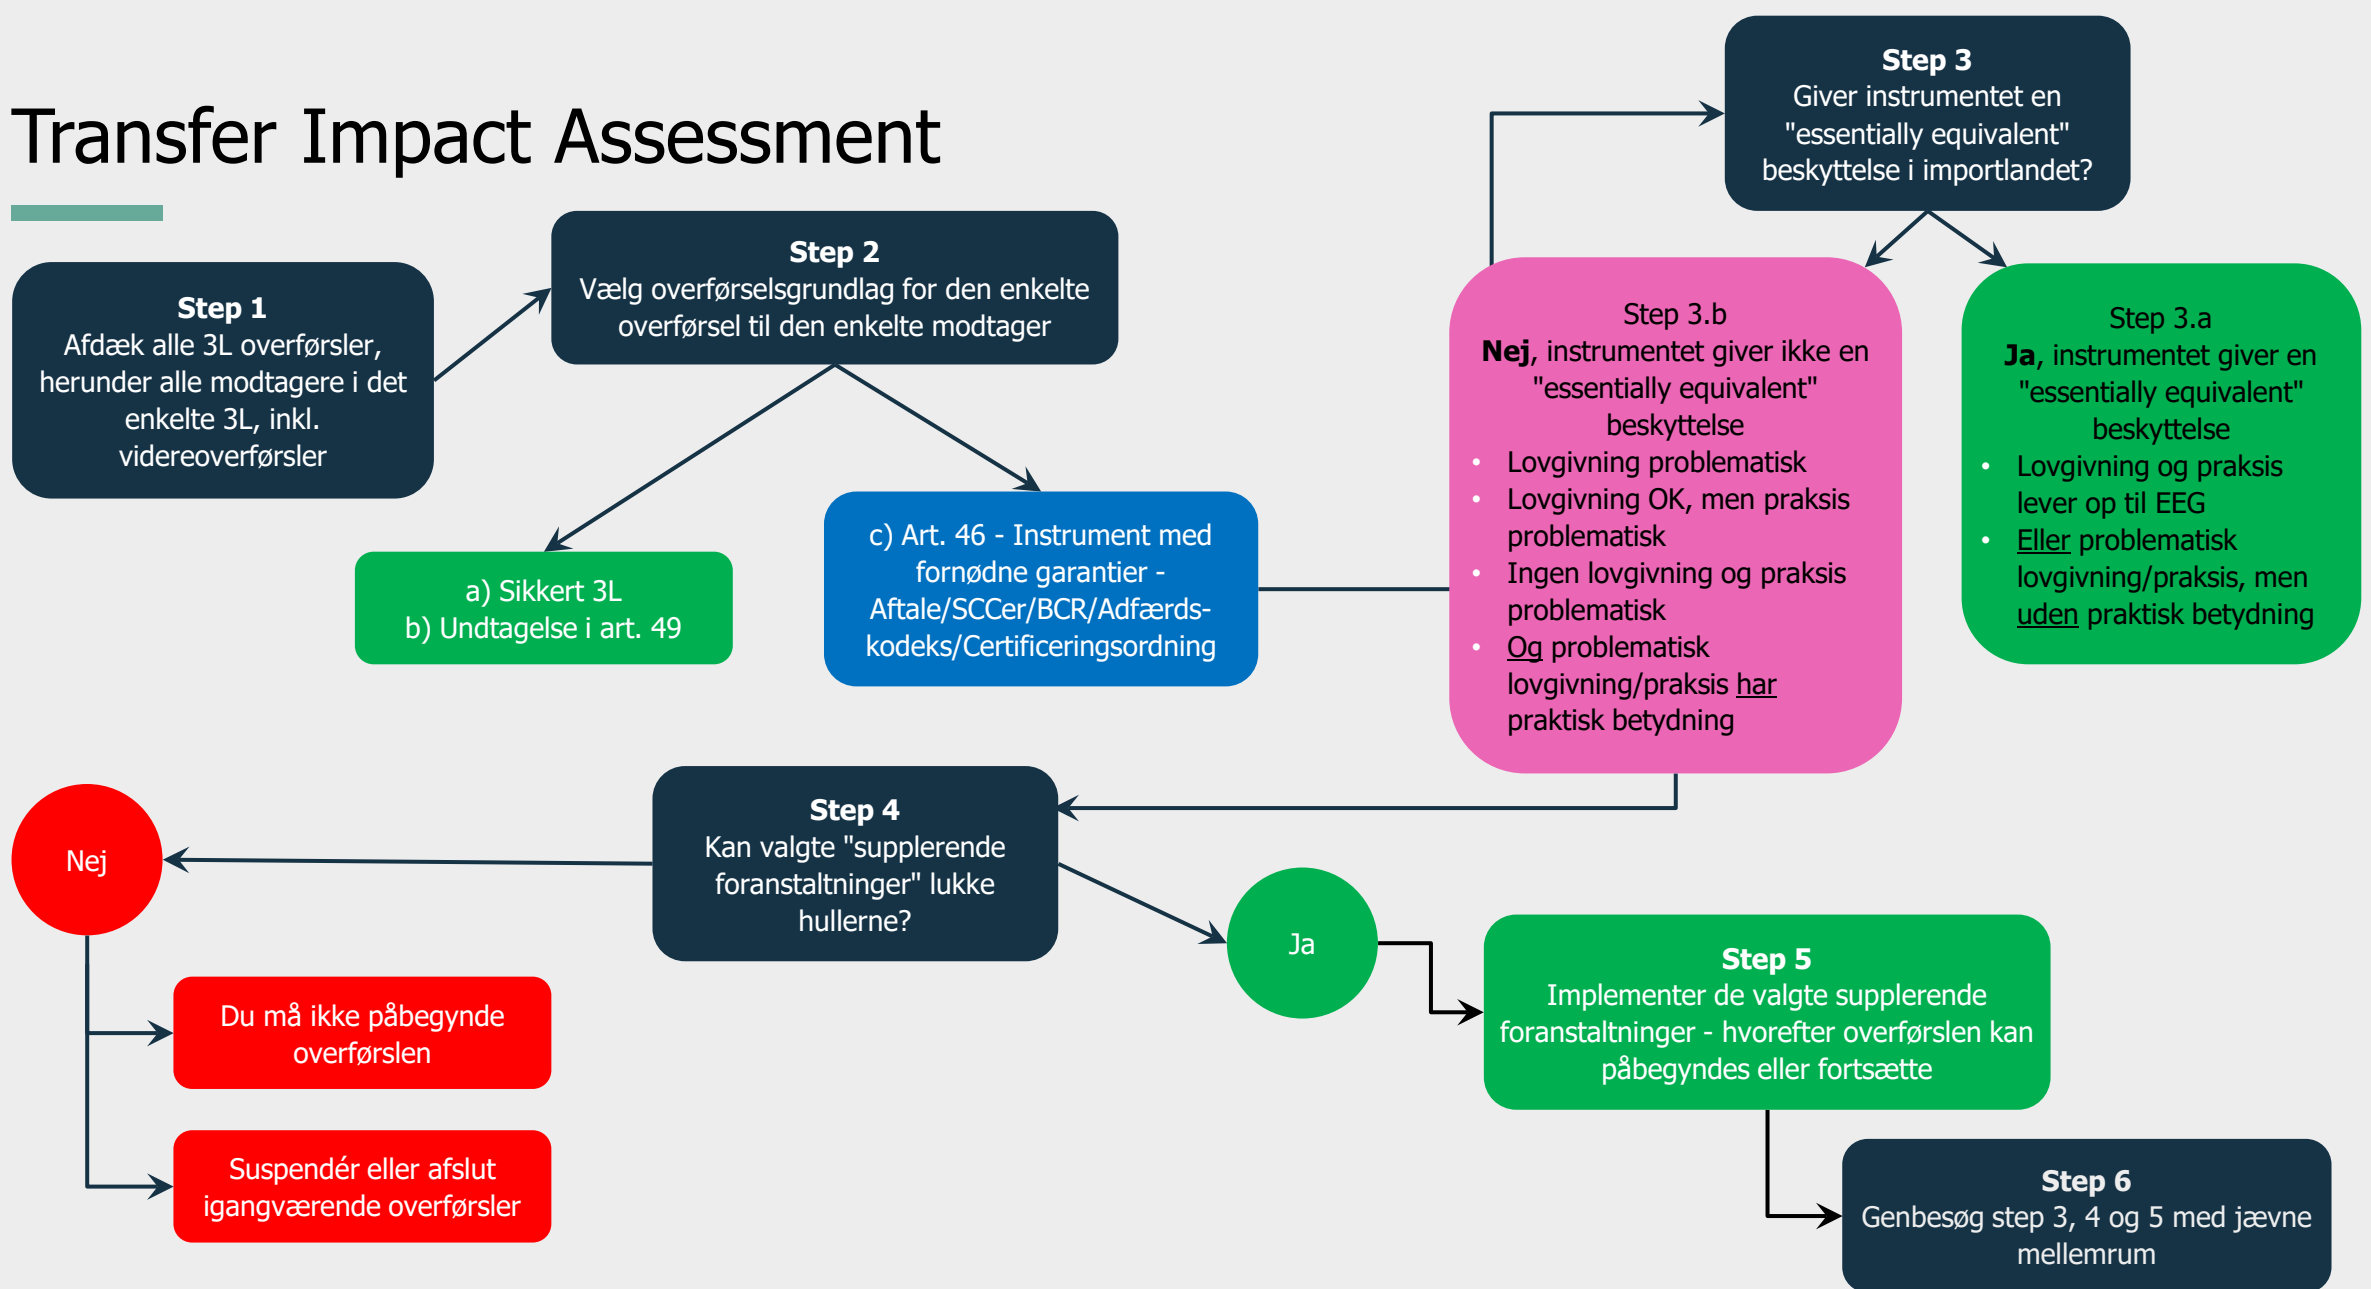 Transfer Impact Assessment
Step 1
Afdæk alle 3L overførsler,
herunder alle modtagere i det
enkelte 3L, inkl.
videreoverførsler
Step 2
Vælg overførselsgrundlag for den enkelte
overførsel til den enkelte modtager
a) Sikkert 3L
b) Undtagelse i art. 49
c) Art. 46 - Instrument med
fornødne garantier -
Aftale/SCCer/BCR/Adfærds-
kodeks/Certificeringsordning
Step 3
Giver instrumentet en
"essentially equivalent"
beskyttelse i importlandet?
Step 3.b
Nej, instrumentet giver ikke en
"essentially equivalent"
beskyttelse
• Lovgivning problematisk
• Lovgivning OK, men praksis
problematisk
• Ingen lovgivning og praksis
problematisk
• Og problematisk
lovgivning/praksis har
praktisk betydning
Step 3.a
Ja, instrumentet giver en
"essentially equivalent"
beskyttelse
• Lovgivning og praksis
lever op til EEG
• Eller problematisk
lovgivning/praksis, men
uden praktisk betydning
Step 4
Kan valgte "supplerende
foranstaltninger" lukke
hullerne?
Nej
Du må ikke påbegynde
overførslen
Suspendér eller afslut
igangværende overførsler
Ja
Step 5
Implementer de valgte supplerende
foranstaltninger - hvorefter overførslen kan
påbegyndes eller fortsætte
Step 6
Genbesøg step 3, 4 og 5 med jævne
mellemrum